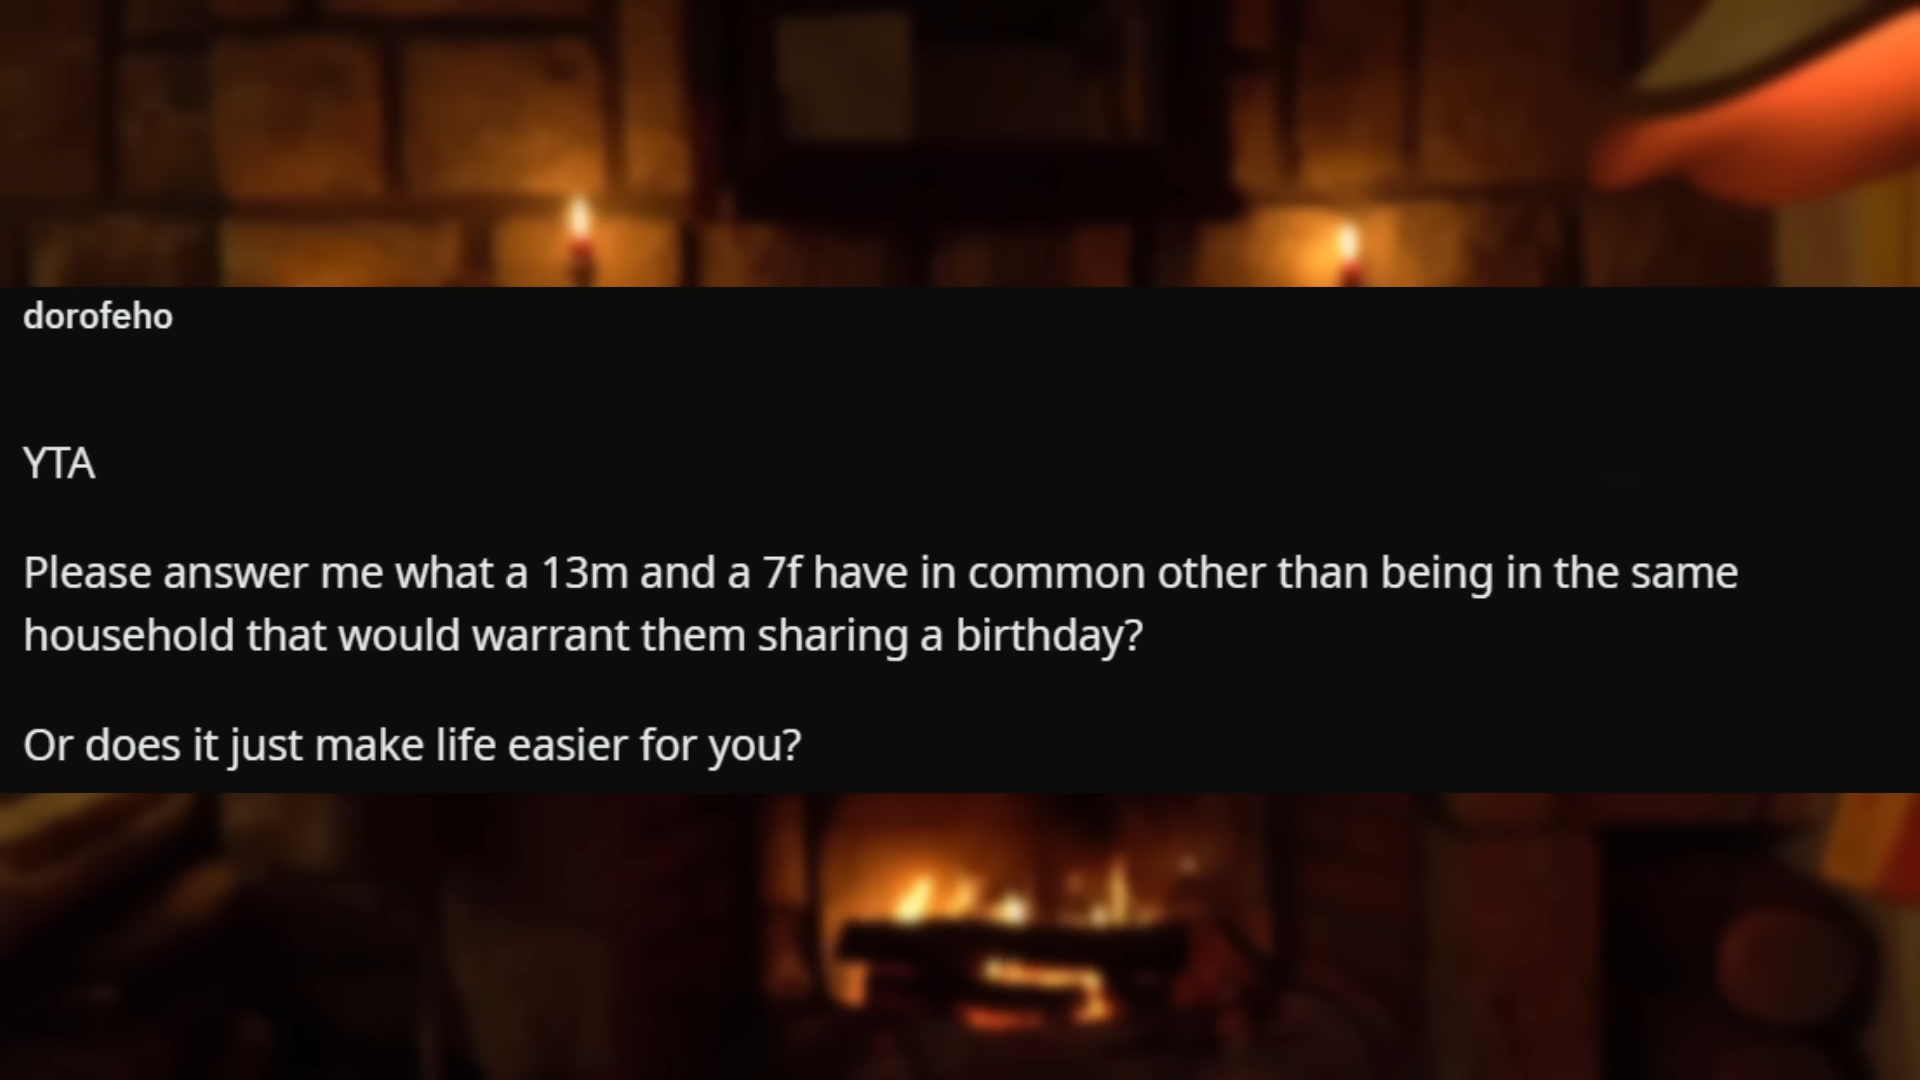 dorofeho
YTA
Please answer me what a 13m and a 7f have in common other than being in the same
household that would warrant them sharing a birthday?
Or does it just make life easier for you?